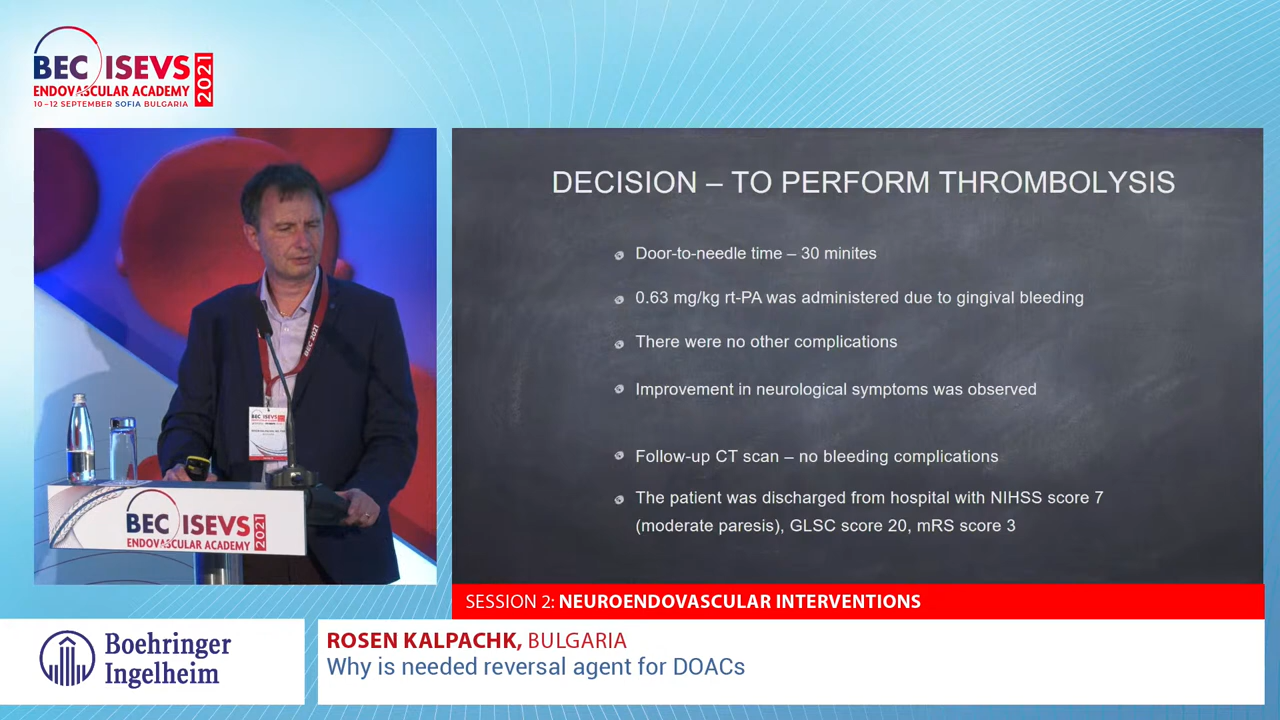 BEC ISEVS
ENDOVASCULAR ACADEMY
2021
10–12 SEPTEMBER SOFIA BULGARIA
BEC 2021
BEC ISEVS
ENDOVASCULAR ACADEMY
2021
DECISION – TO PERFORM THROMBOLYSIS
Door-to-needle time – 30 minites
0.63 mg/kg rt-PA was administered due to gingival bleeding
There were no other complications
Improvement in neurological symptoms was observed
Follow-up CT scan – no bleeding complications
The patient was discharged from hospital with NIHSS score 7
(moderate paresis), GLSC score 20, mRS score 3
SESSION 2: NEUROENDOVASCULAR INTERVENTIONS
Boehringer
Ingelheim
ROSEN KALPACHK, BULGARIA
Why is needed reversal agent for DOACs